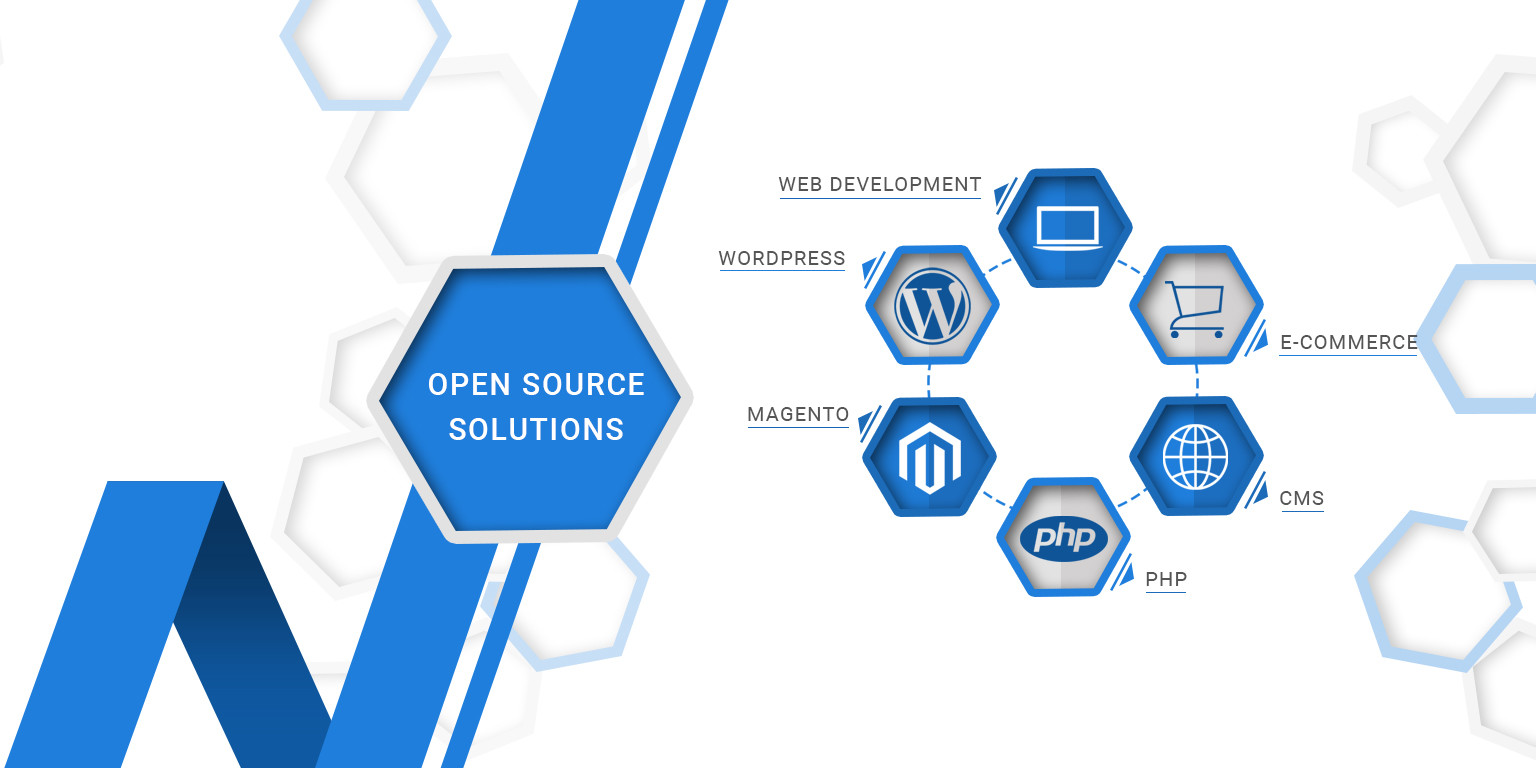 OPEN SOURCE
SOLUTIONS
WEB DEVELOPMENT
WORDPRESS
E-COMMERCE
MAGENTO
CMS
php
PHP